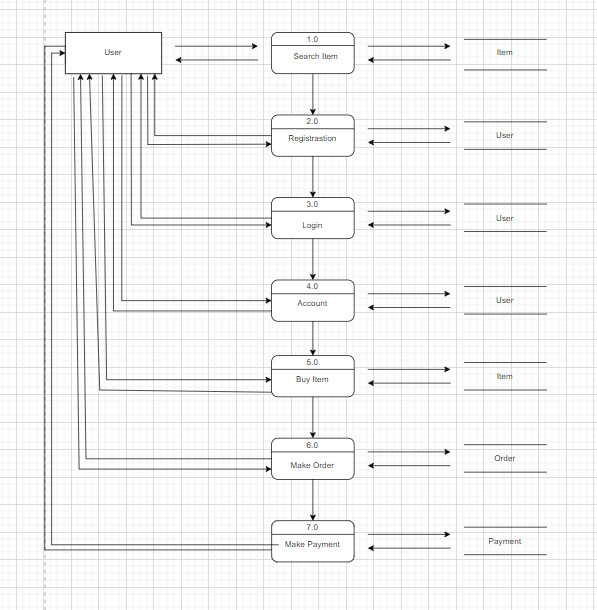 User
1.0
Search Item
Item
2.0
Registrastion
User
3.0
Login
User
4.0
Account
User
5.0
Buy Item
Item
6.0
Make Order
Order
7.0
Make Payment
Payment